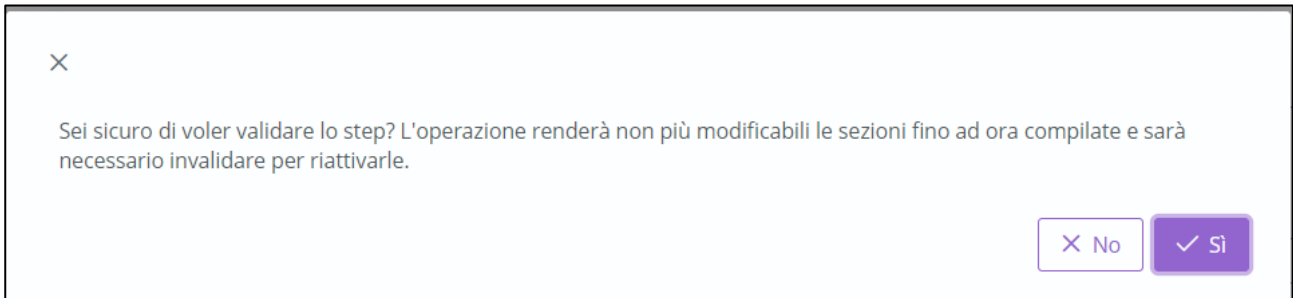 Sei sicuro di voler validare lo step? L'operazione renderà non più modificabili le sezioni fino ad ora compilate e sarà
necessario invalidare per riattivarle.
No
Sì